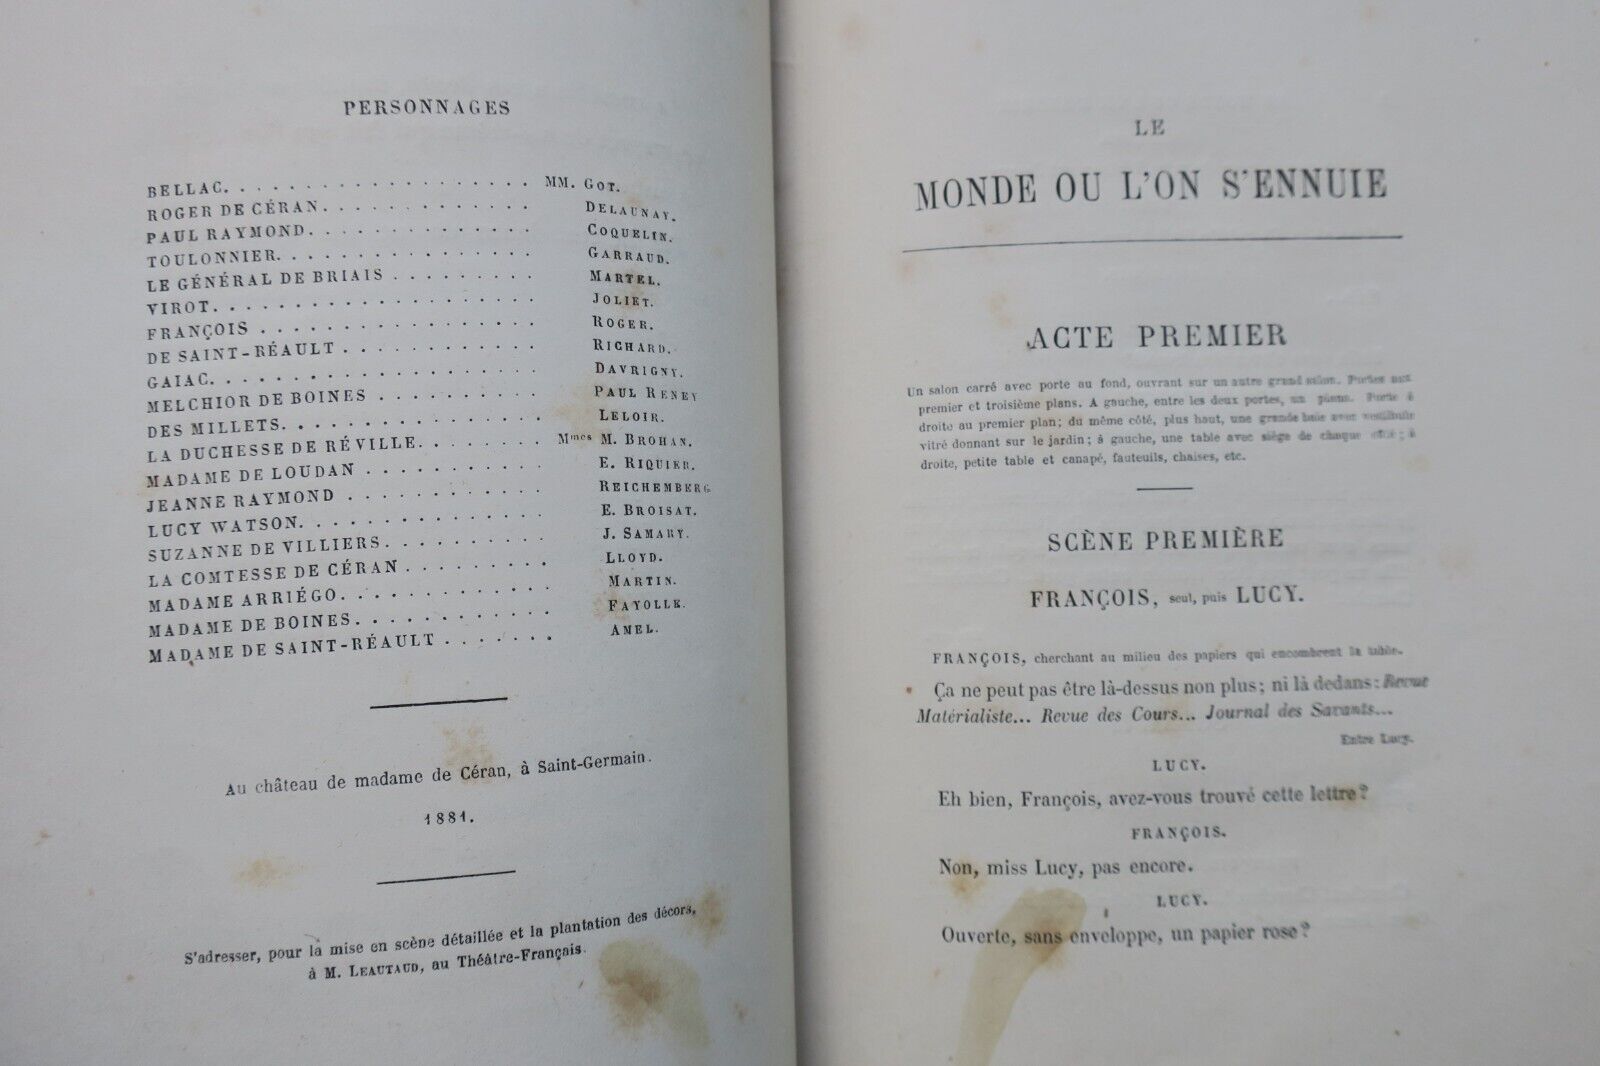 PERSONNAGES
BELLAC. . . . . . . . . . . . . . . . . . . MM. GOT.
ROGER DE CÉRAN. . . . . . . . . . . . . . DELAUNAY.
PAUL RAYMOND. . . . . . . . . . . . . . . COQUELIN.
TOULONNIER. . . . . . . . . . . . . . . . GARRAUD.
LE GÉNÉRAL DE BRIAIS . . . . . . . . . MARTEL.
VIROT. . . . . . . . . . . . . . . . . . . JOLIET.
FRANÇOIS . . . . . . . . . . . . . . . . . ROGER.
DE SAINT-RÉAULT . . . . . . . . . . . . RICHARD.
GAIAC. . . . . . . . . . . . . . . . . . . DAVRIGNY.
MELCHIOR DE BOINES . . . . . . . . . . PAUL RENEY
DES MILLETS. . . . . . . . . . . . . . . . LELOIR.
LA DUCHESSE DE RÉVILLE. . . . . . . . Mmes M. BROHAN.
MADAME DE LOUDAN . . . . . . . . . . . E. RIQUIER.
JEANNE RAYMOND . . . . . . . . . . . . REICHEMBERG.
LUCY WATSON. . . . . . . . . . . . . . . E. BROISAT.
SUZANNE DE VILLIERS. . . . . . . . . . J. SAMARY.
LA COMTESSE DE CÉRAN . . . . . . . . . LLOYD.
MADAME ARRIÉGO. . . . . . . . . . . . . MARTIN.
MADAME DE BOINES. . . . . . . . . . . . FAYOLLE.
MADAME DE SAINT-RÉAULT . . . . . . . AMEL.
Au château de madame de Céran, à Saint-Germain.
1881.
S'adresser, pour la mise en scène détaillée et la plantation des décors,
à M. LEAUTAUD, au Théâtre-Français.
LE
MONDE OU L'ON S'ENNUIE
ACTE PREMIER
Un salon carré avec porte au fond, ouvrant sur un autre grand salon. Portes aux
premier et troisième plans. A gauche, entre les deux portes, un piano. Porte à
droite au premier plan; du même côté, plus haut, une grande baie avec vestibule
vitré donnant sur le jardin; à gauche, une table avec siège de chaque côté; à
droite, petite table et canapé, fauteuils, chaises, etc.
SCÈNE PREMIÈRE
FRANÇOIS, seul, puis LUCY.
FRANÇOIS, cherchant au milieu des papiers qui encombrent la table.
Ça ne peut pas être là-dessus non plus; ni là dedans: Revue
Matérialiste... Revue des Cours... Journal des Savants...
Entre Lucy.
LUCY.
Eh bien, François, avez-vous trouvé cette lettre?
FRANÇOIS.
Non, miss Lucy, pas encore.
LUCY.
Ouverte, sans enveloppe, un papier rose?